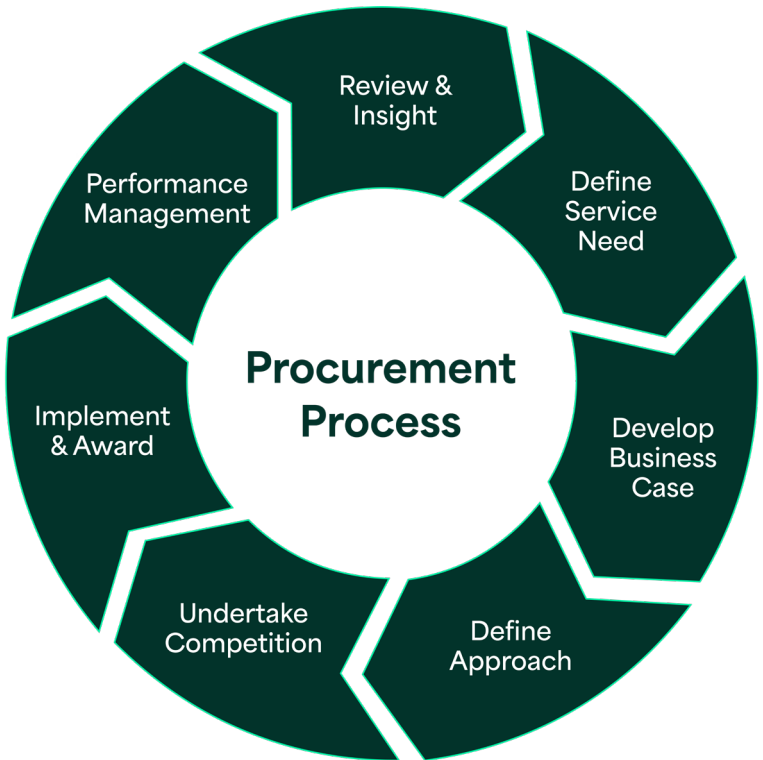 Review &
Insight
Define
Service
Need
Develop
Business
Case
Define
Approach
Undertake
Competition
Implement
& Award
Performance
Management
Procurement
Process